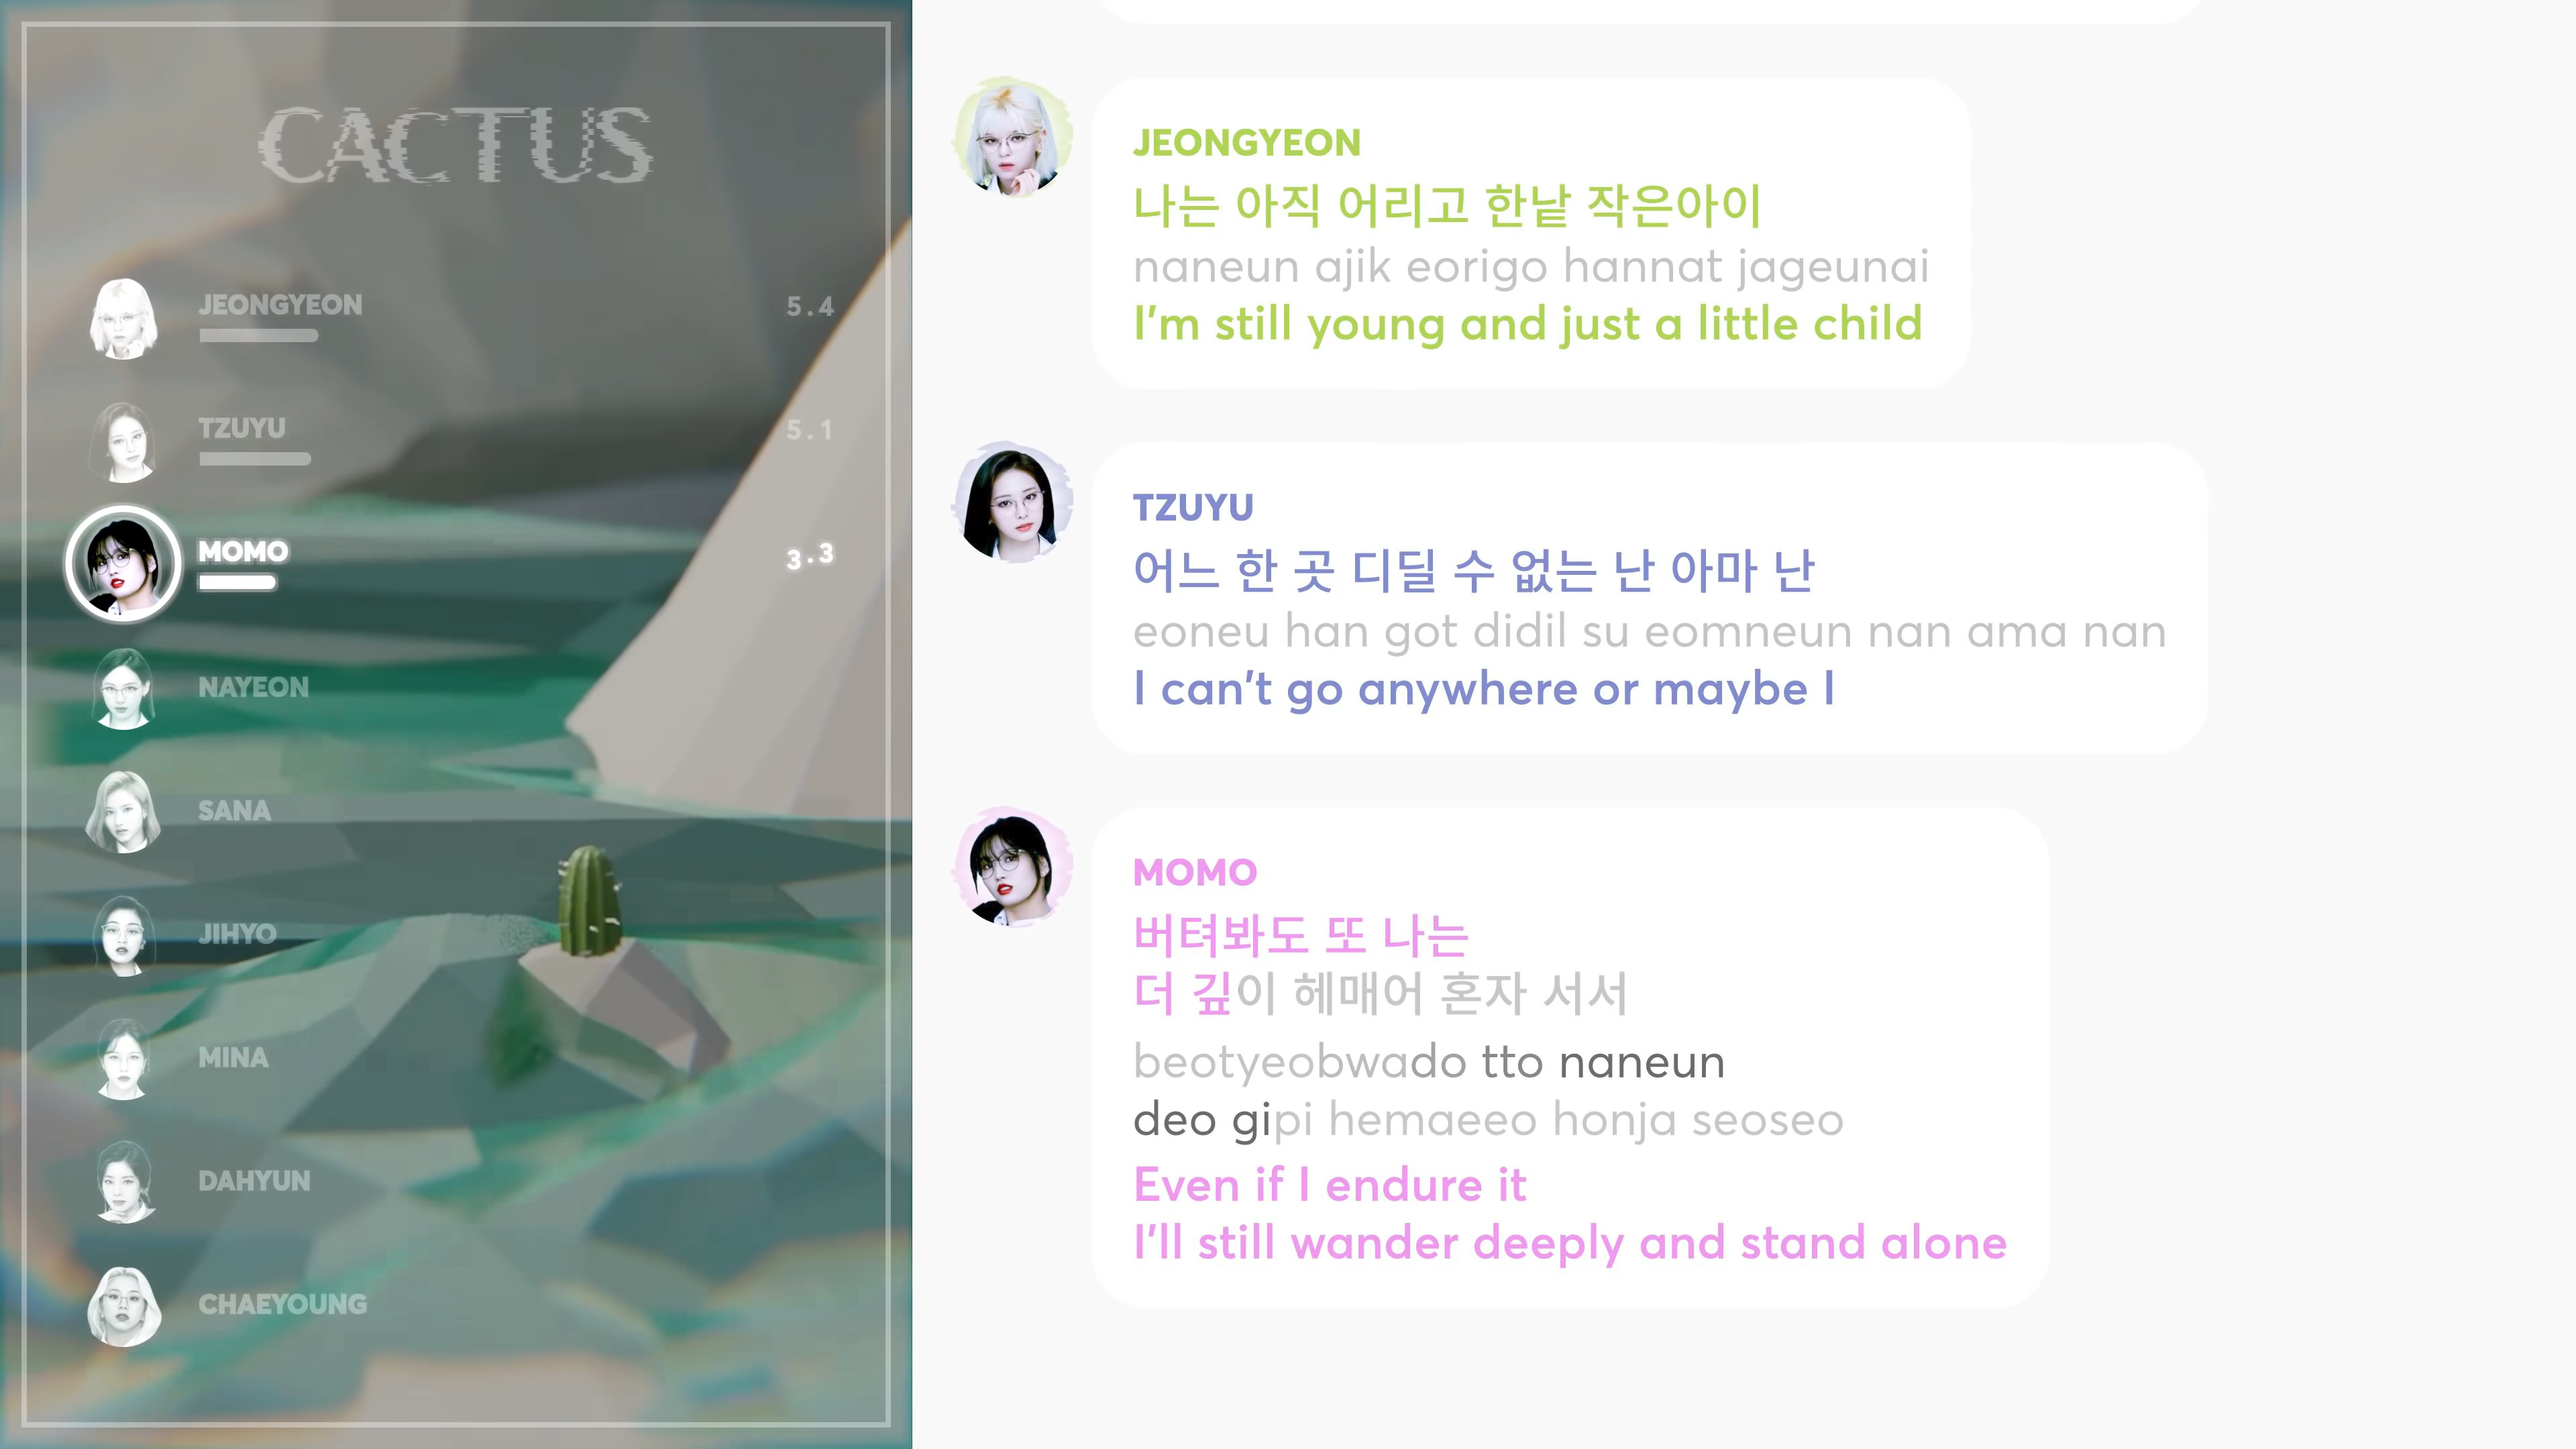 CACTUS
JEONGYEON
5.4
TZUYU
5.1
MOMO
3.3
NAYEON
SANA
JIHYO
MINA
DAHYUN
CHAEYOUNG
JEONGYEON
나는 아직 어리고 한낱 작은아이
naneun ajik eorigo hannat jageunai
I'm still young and just a little child
TZUYU
어느 한 곳 디딜 수 없는 난 아마 난
eoneu han got didil su eomneun nan ama nan
I can't go anywhere or maybe I
MOMO
버텨봐도 또 나는
더 깊이 헤매어 혼자 서서
beotyeobwado tto naneun
deo gipi hemaeeo honja seoseo
Even if I endure it
I'll still wander deeply and stand alone